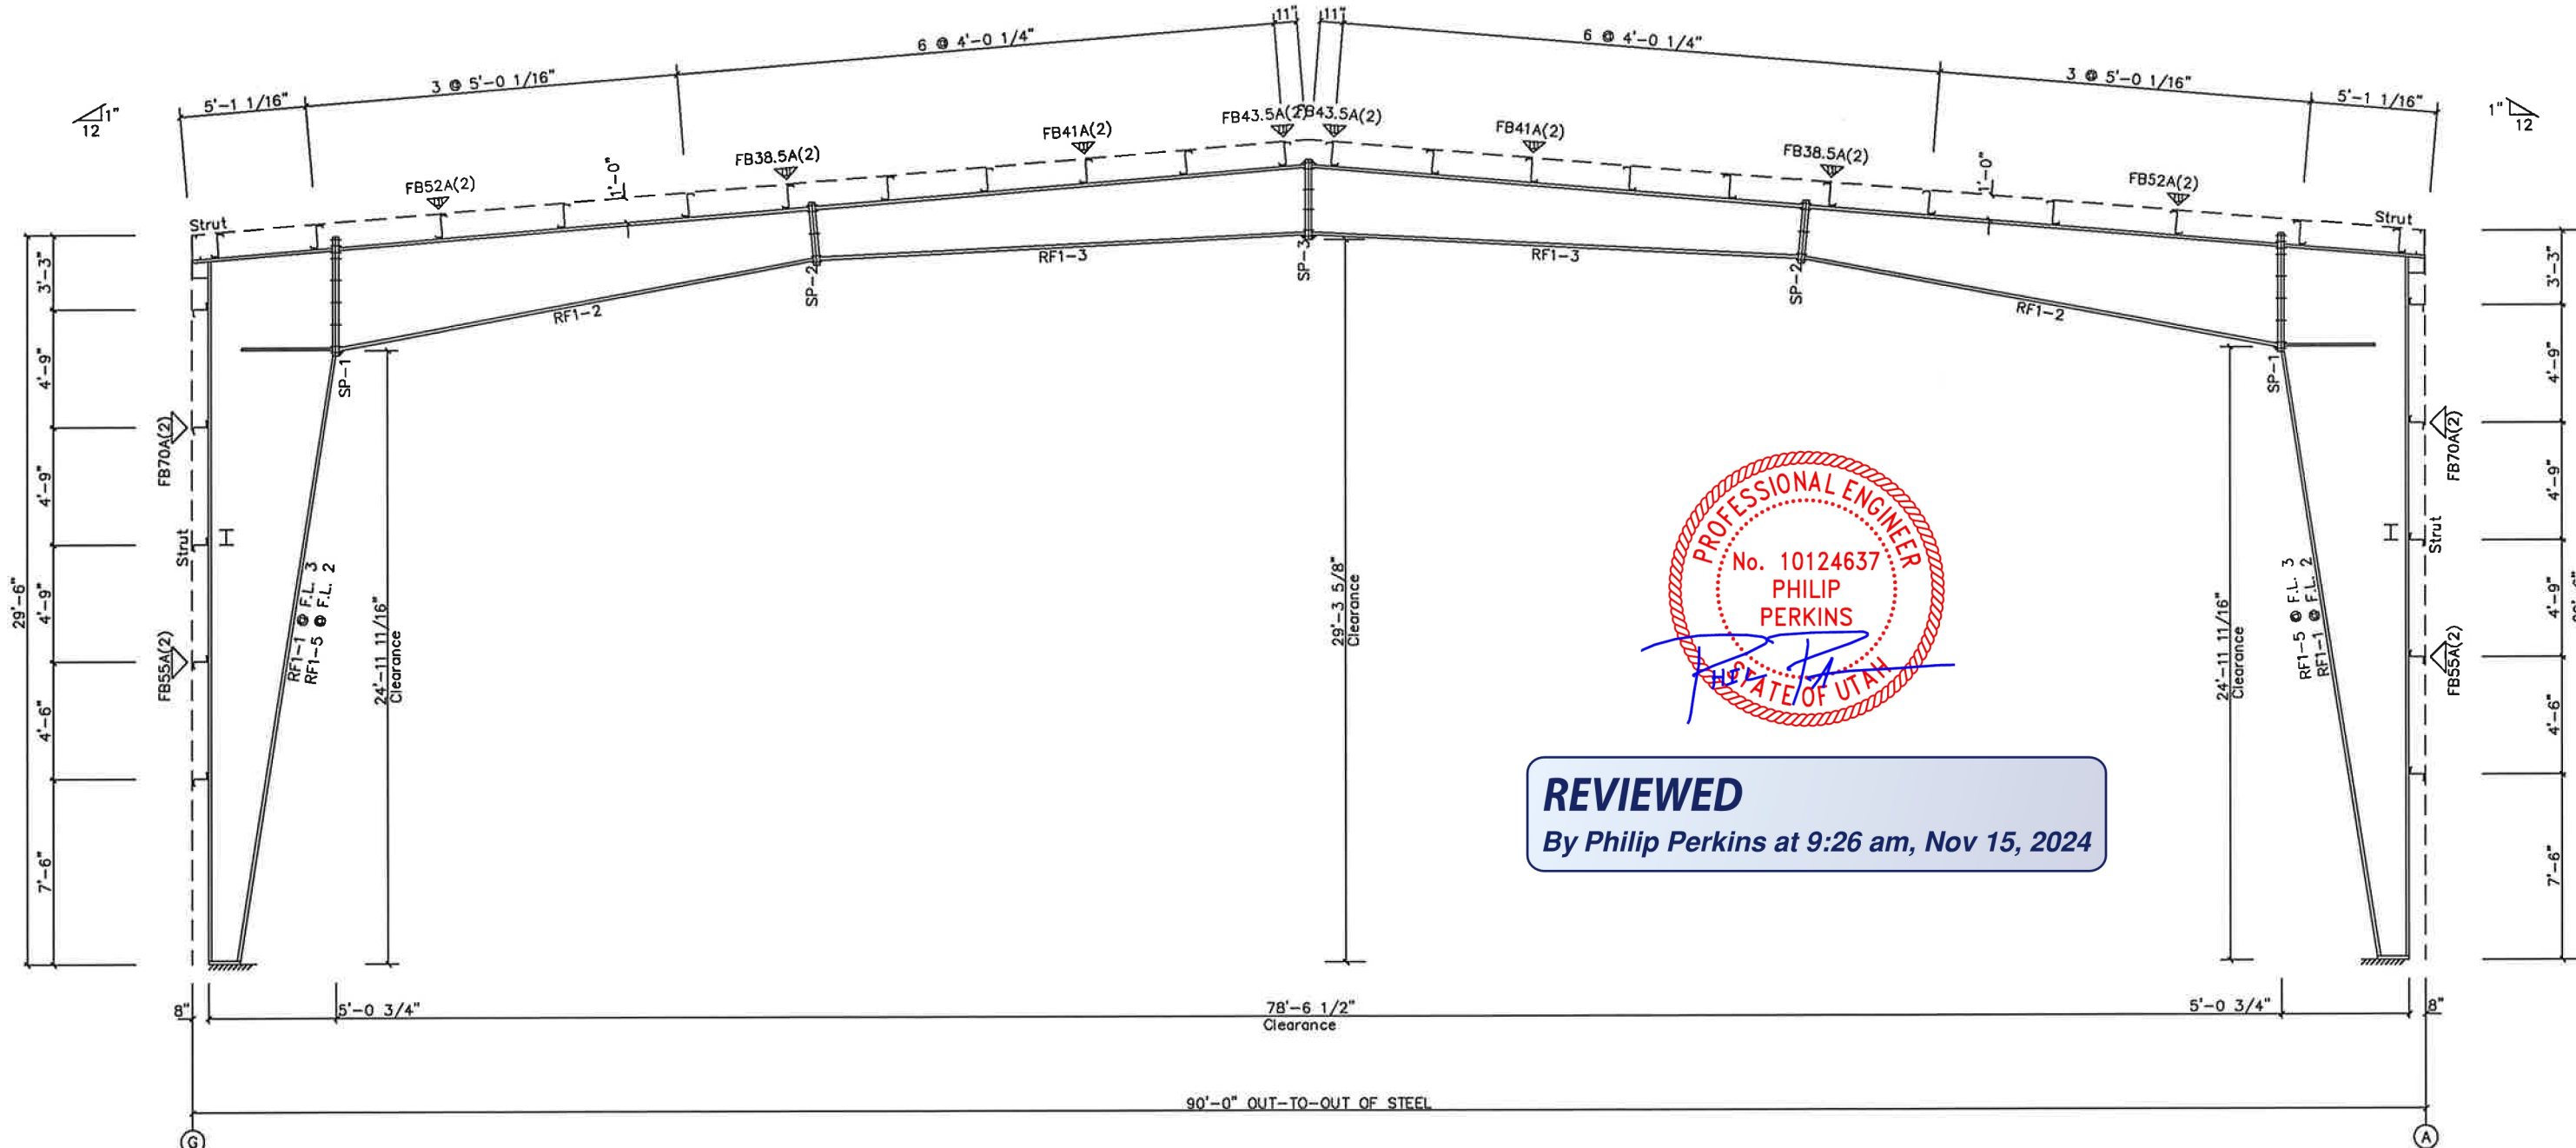 11" 11"
6 @ 4'-0 1/4"
6 @ 4'-0 1/4"
3 @ 5'-0 1/16"
3 @ 5'-0 1/16"
5'-1 1/16"
5'-1 1/16"
1"
12
1"
12
FB43.5A(2)
FB43.5A(2)
FB41A(2)
FB41A(2)
FB38.5A(2)
FB38.5A(2)
FB52A(2)
FB52A(2)
1'-0"
1'-0"
Strut
Strut
3'-3"
3'-3"
SP-3
RF1-3
RF1-3
SP-2
SP-2
RF1-2
RF1-2
4'-9"
4'-9"
SP-1
SP-1
FB70A(2)
FB70A(2)
4'-9"
4'-9"
Strut
Strut
PROFESSIONAL ENGINEER
No. 10124637
PHILIP
PERKINS
STATE OF UTAH
29'-6"
4'-9"
4'-9"
RF1-1 @ F.L. 3
RF1-5 @ F.L. 2
RF1-5 @ F.L. 3
RF1-1 @ F.L. 2
24'-11 11/16"
Clearance
29'-3 5/8"
Clearance
24'-11 11/16"
Clearance
FB55A(2)
FB55A(2)
4'-6"
4'-6"
REVIEWED
By Philip Perkins at 9:26 am, Nov 15, 2024
7'-6"
7'-6"
8"
5'-0 3/4"
78'-6 1/2"
Clearance
5'-0 3/4"
8"
90'-0" OUT-TO-OUT OF STEEL
G
A